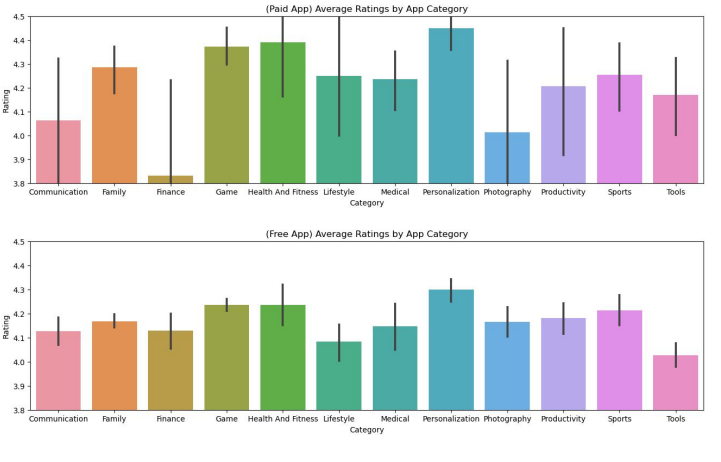 (Paid App) Average Ratings by App Category
4.5
4.4
4.3
4.2
4.1
4.0
3.9
3.8
Rating
Communication Family Finance Game Health And Fitness Lifestyle Medical Personalization Photography Productivity Sports Tools
Category
(Free App) Average Ratings by App Category
4.5
4.4
4.3
4.2
4.1
4.0
3.9
3.8
Rating
Communication Family Finance Game Health And Fitness Lifestyle Medical Personalization Photography Productivity Sports Tools
Category